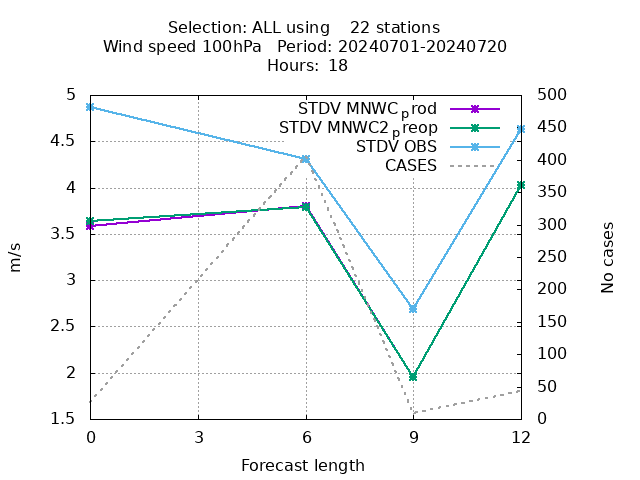 Selection: ALL using    22 stations
Wind speed 100hPa   Period: 20240701-20240720
Hours:  18
STDV MNWC_prod
STDV MNWC2_preop
STDV OBS
CASES
5
4.5
4
3.5
3
2.5
2
1.5
500
450
400
350
300
250
200
150
100
50
0
m/s
No cases
0 3 6 9 12
Forecast length